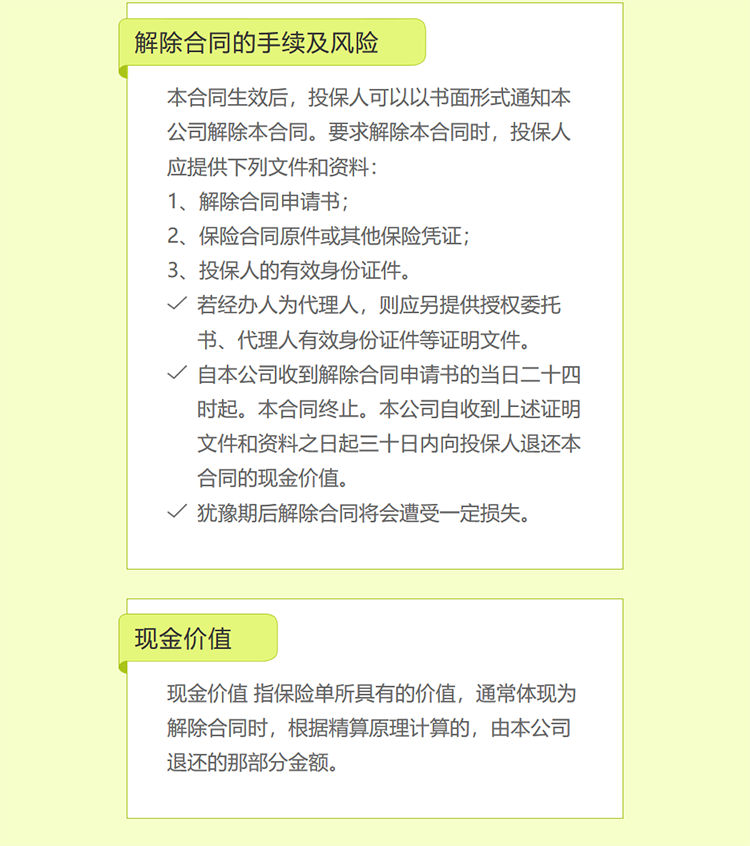 解除合同的手续及风险
本合同生效后，投保人可以以书面形式通知本
公司解除本合同。要求解除本合同时，投保人
应提供下列文件和资料：
1、解除合同申请书；
2、保险合同原件或其他保险凭证；
3、投保人的有效身份证件。
若经办人为代理人，则应另提供授权委托
书、代理人有效身份证件等证明文件。
自本公司收到解除合同申请书的当日二十四
时起。本合同终止。本公司自收到上述证明
文件和资料之日起三十日内向投保人退还本
合同的现金价值。
犹豫期后解除合同将会遭受一定损失。
现金价值
现金价值 指保险单所具有的价值，通常体现为
解除合同时，根据精算原理计算的，由本公司
退还的那部分金额。